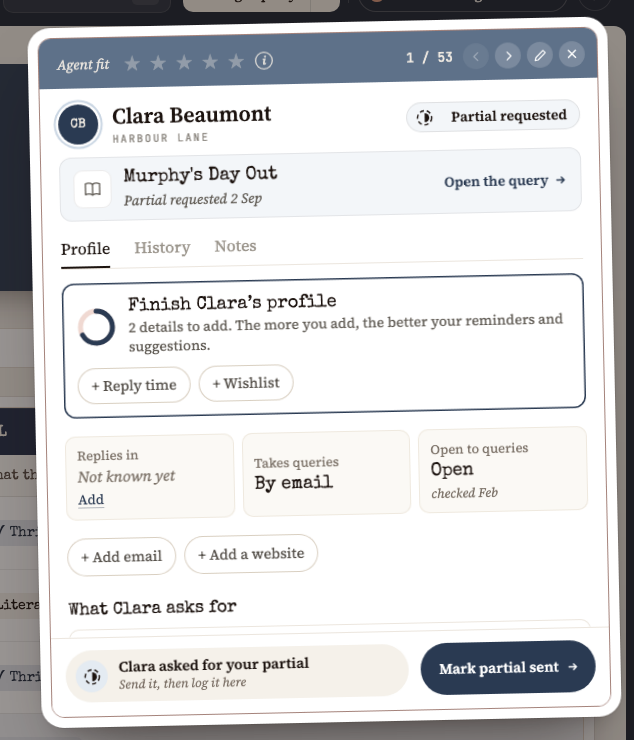 Agent fit
1 / 53
CB
Clara Beaumont
HARBOUR LANE
Partial requested
Murphy's Day Out
Partial requested 2 Sep
Open the query →
Profile
History
Notes
Finish Clara's profile
2 details to add. The more you add, the better your reminders and
suggestions.
+ Reply time
+ Wishlist
Replies in
Not known yet
Add
Takes queries
By email
Open to queries
Open
checked Feb
+ Add email
+ Add a website
What Clara asks for
Clara asked for your partial
Send it, then log it here
Mark partial sent →